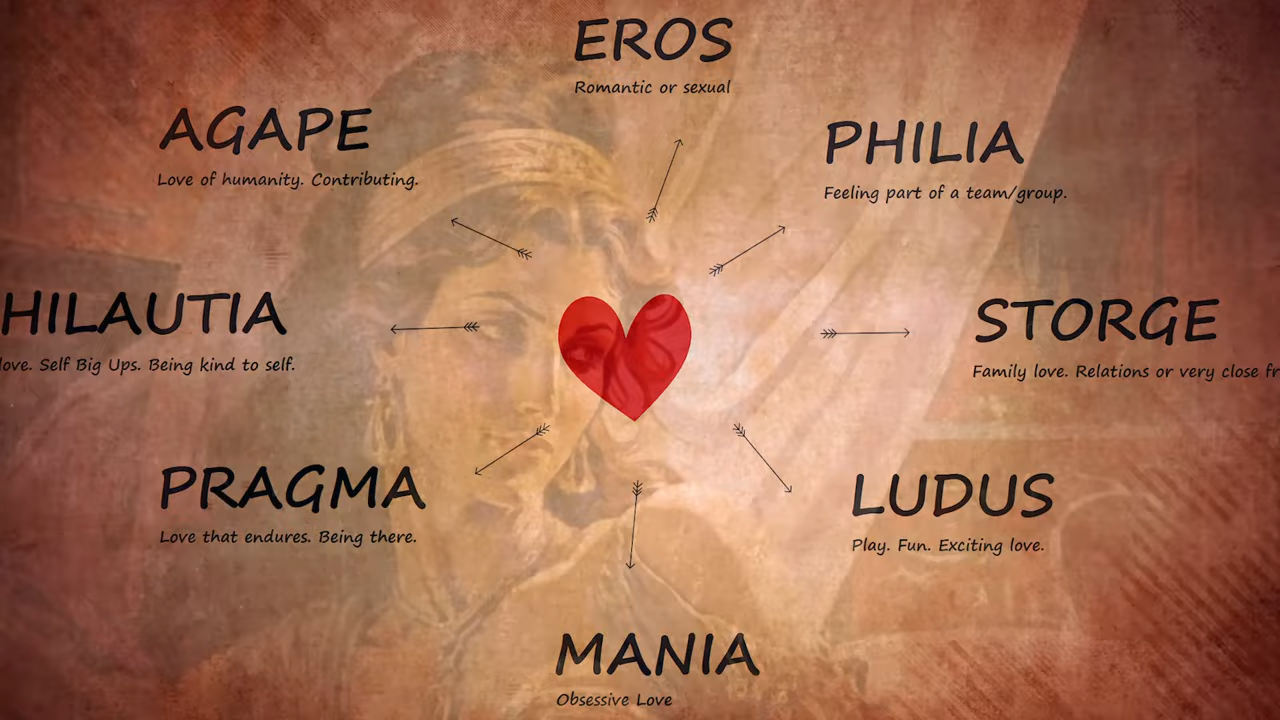 EROS
Romantic or sexual
AGAPE
Love of humanity. Contributing.
PHILIA
Feeling part of a team/group.
HILAUTIA
love. Self Big Ups. Being kind to self.
STORGE
Family love. Relations or very close fr
PRAGMA
Love that endures. Being there.
LUDUS
Play. Fun. Exciting love.
MANIA
Obsessive Love